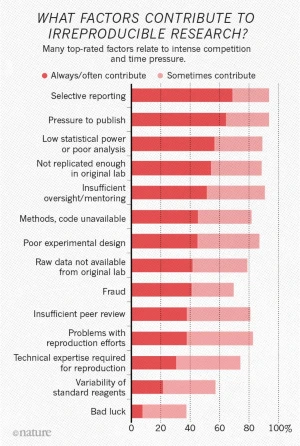 WHAT FACTORS CONTRIBUTE TO
IRREPRODUCIBLE RESEARCH?
Many top-rated factors relate to intense competition
and time pressure.
Always/often contribute Sometimes contribute
Selective reporting
Pressure to publish
Low statistical power
or poor analysis
Not replicated enough
in original lab
Insufficient
oversight/mentoring
Methods, code unavailable
Poor experimental design
Raw data not available
from original lab
Fraud
Insufficient peer review
Problems with
reproduction efforts
Technical expertise required
for reproduction
Variability of
standard reagents
Bad luck
0 20 40 60 80 100%
©nature